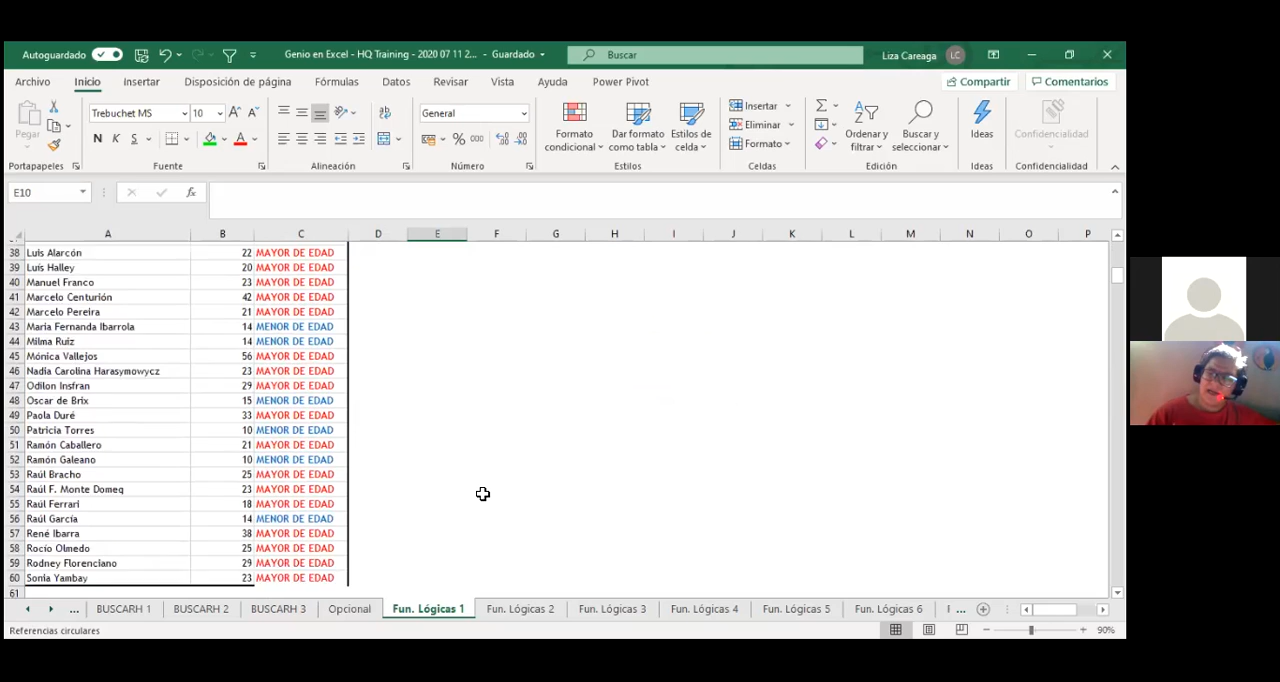 Autoguardado
Genio en Excel - HQ Training - 2020 07 11 2... - Guardado
Buscar
Liza Careaga
LC
Archivo Inicio Insertar Disposición de página Fórmulas Datos Revisar Vista Ayuda Power Pivot
Compartir Comentarios
Pegar
Trebuchet MS 10
N K S
General
% 000
Formato condicional
Dar formato como tabla
Estilos de celda
Insertar
Eliminar
Formato
Ordenar y filtrar
Buscar y seleccionar
Ideas
Confidencialidad
Portapapeles Fuente Alineación Número Estilos Celdas Edición Ideas Confidencialidad
E10 fx
A B C D E F G H I J K L M N O P
38 Luis Alarcón 22 MAYOR DE EDAD
39 Luis Halley 20 MAYOR DE EDAD
40 Manuel Franco 23 MAYOR DE EDAD
41 Marcelo Centurión 42 MAYOR DE EDAD
42 Marcelo Pereira 21 MAYOR DE EDAD
43 Maria Fernanda Ibarrola 14 MENOR DE EDAD
44 Milma Ruiz 14 MENOR DE EDAD
45 Mónica Vallejos 56 MAYOR DE EDAD
46 Nadia Carolina Harasymowycz 23 MAYOR DE EDAD
47 Odilon Insfran 29 MAYOR DE EDAD
48 Oscar de Brix 15 MENOR DE EDAD
49 Paola Duré 33 MAYOR DE EDAD
50 Patricia Torres 10 MENOR DE EDAD
51 Ramón Caballero 21 MAYOR DE EDAD
52 Ramón Galeano 10 MENOR DE EDAD
53 Raúl Bracho 25 MAYOR DE EDAD
54 Raúl F. Monte Domeq 23 MAYOR DE EDAD
55 Raúl Ferrari 18 MAYOR DE EDAD
56 Raúl García 14 MENOR DE EDAD
57 René Ibarra 38 MAYOR DE EDAD
58 Rocío Olmedo 25 MAYOR DE EDAD
59 Rodney Florenciano 29 MAYOR DE EDAD
60 Sonia Yambay 23 MAYOR DE EDAD
61
... BUSCARH 1 BUSCARH 2 BUSCARH 3 Opcional Fun. Lógicas 1 Fun. Lógicas 2 Fun. Lógicas 3 Fun. Lógicas 4 Fun. Lógicas 5 Fun. Lógicas 6 ...
Referencias circulares
90%